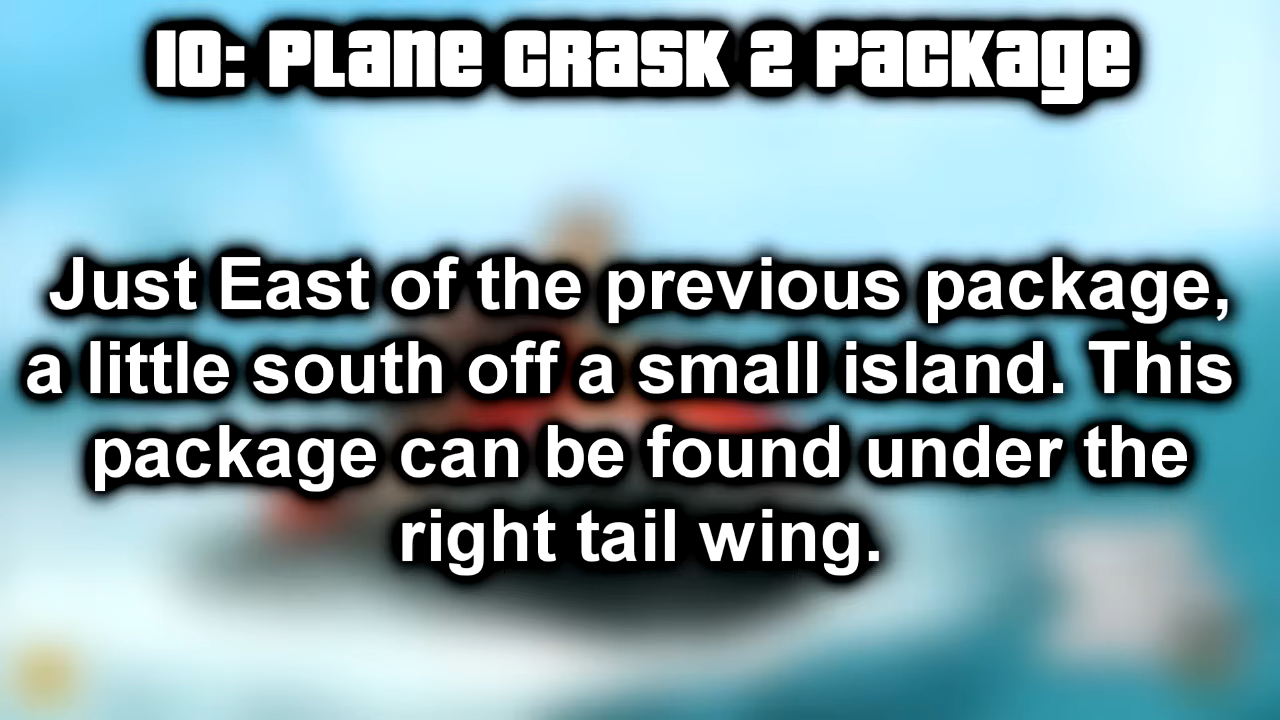 10: Plane Crask 2 Package
Just East of the previous package,
a little south off a small island. This
package can be found under the
right tail wing.